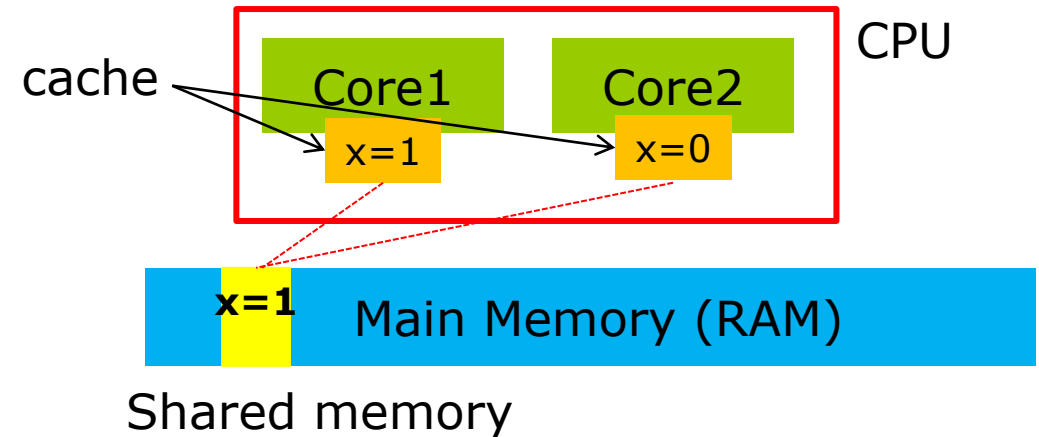 CPU
cache
Core1
Core2
x=1
x=0
x=1
Main Memory (RAM)
Shared memory